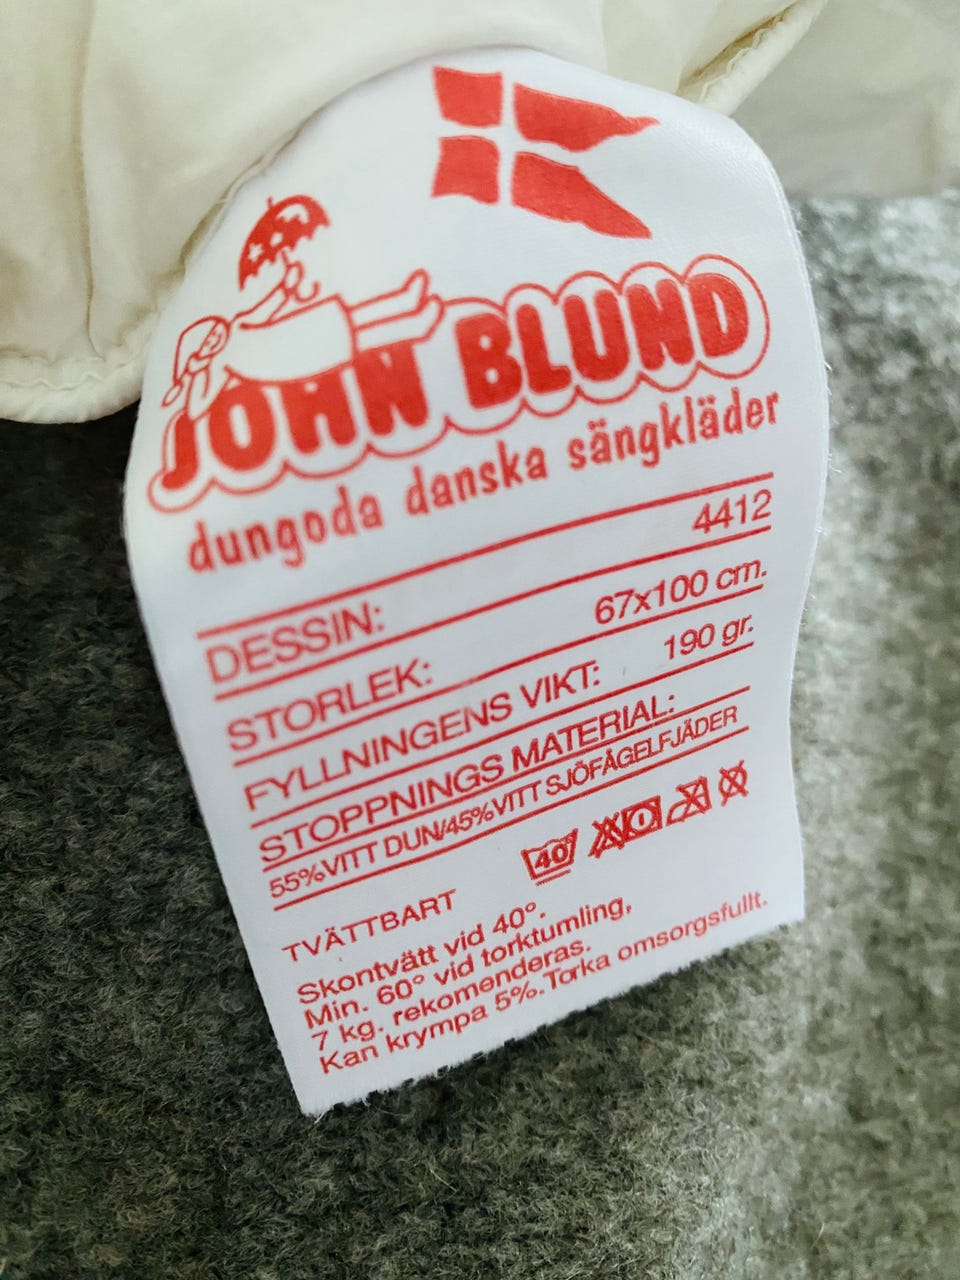 JOHN BLUND
dungoda danska sängkläder
DESSIN: 4412
STORLEK: 67x100 cm.
FYLLNINGENS VIKT: 190 gr.
STOPPNINGS MATERIAL:
55%VITT DUN/45%VITT SJÖFÅGELFJÄDER
40°
TVÄTTBART
Skontvätt vid 40°.
Min. 60° vid torktumling,
7 kg. rekomenderas.
Kan krympa 5%. Torka omsorgsfullt.